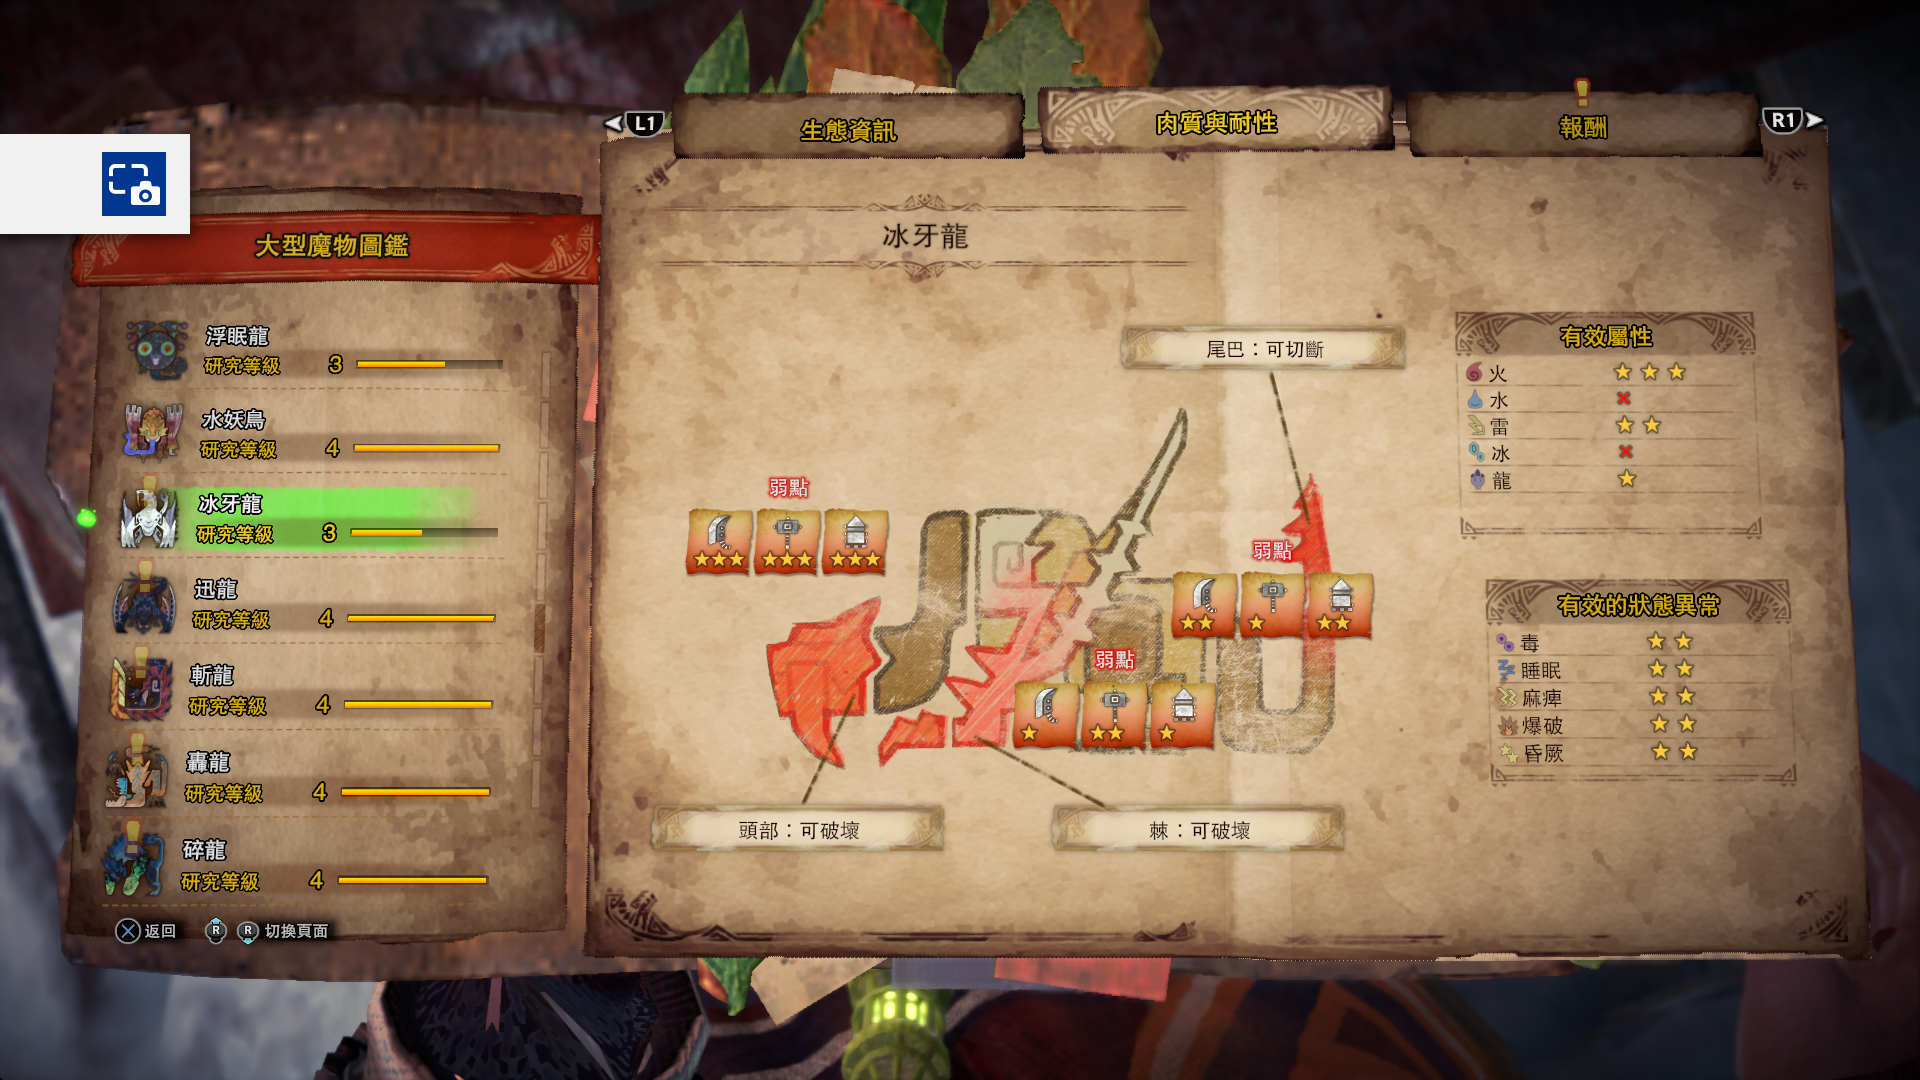 L1
生態資訊
肉質與耐性
報酬
R1
大型魔物圖鑑
浮眠龍
研究等級 3
水妖鳥
研究等級 4
冰牙龍
研究等級 3
迅龍
研究等級 4
斬龍
研究等級 4
轟龍
研究等級 4
碎龍
研究等級 4
返回 R R 切換頁面
冰牙龍
尾巴：可切斷
弱點
弱點
弱點
頭部：可破壞
棘：可破壞
有效屬性
火
水
雷
冰
龍
有效的狀態異常
毒
睡眠
麻痺
爆破
昏厥